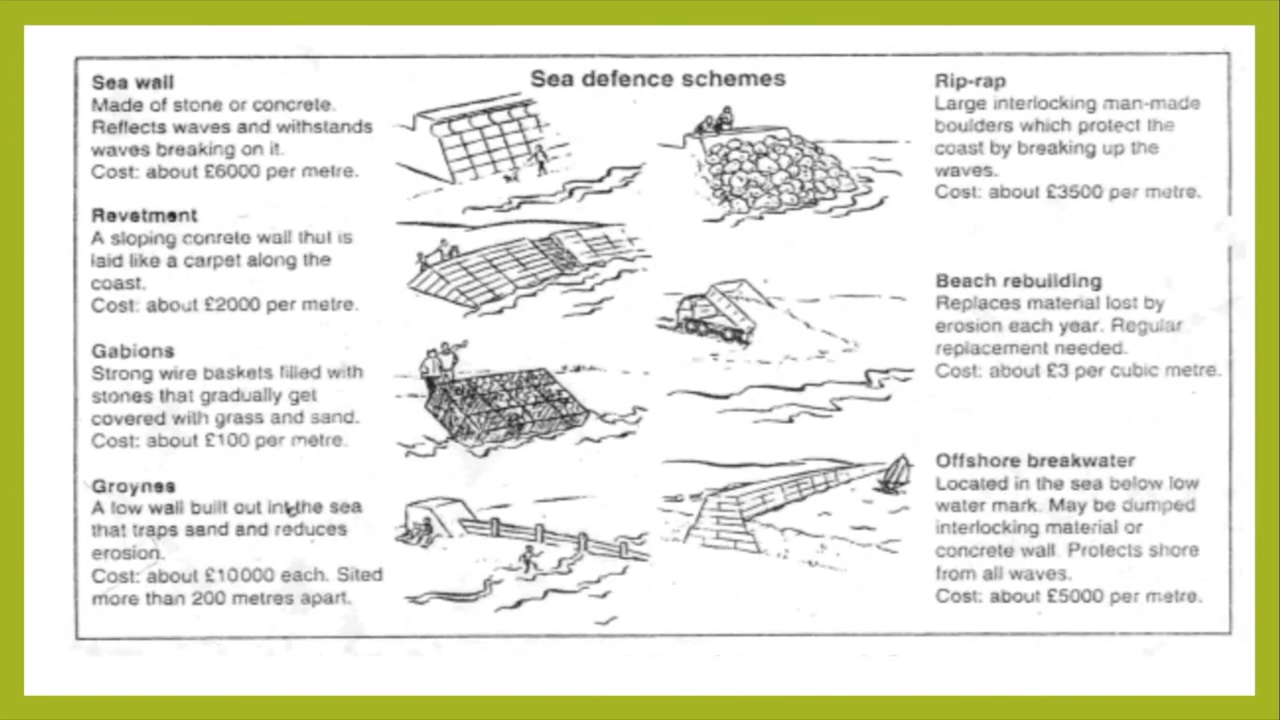 Sea defence schemes
Sea wall
Made of stone or concrete.
Reflects waves and withstands
waves breaking on it.
Cost: about £6000 per metre.
Revetment
A sloping conrete wall thut is
laid like a carpet along the
coast.
Cost: about £2000 per metre.
Gabions
Strong wire baskets filled with
stones that gradually get
covered with grass and sand.
Cost: about £100 per metre.
Groynes
A low wall built out into the sea
that traps sand and reduces
erosion.
Cost: about £10000 each. Sited
more than 200 metres apart.
Rip-rap
Large interlocking man-made
boulders which protect the
coast by breaking up the
waves.
Cost: about £3500 per metre.
Beach rebuilding
Replaces material lost by
erosion each year. Regular
replacement needed.
Cost: about £3 per cubic metre.
Offshore breakwater
Located in the sea below low
water mark. May be dumped
interlocking material or
concrete wall. Protects shore
from all waves.
Cost: about £5000 per metre.